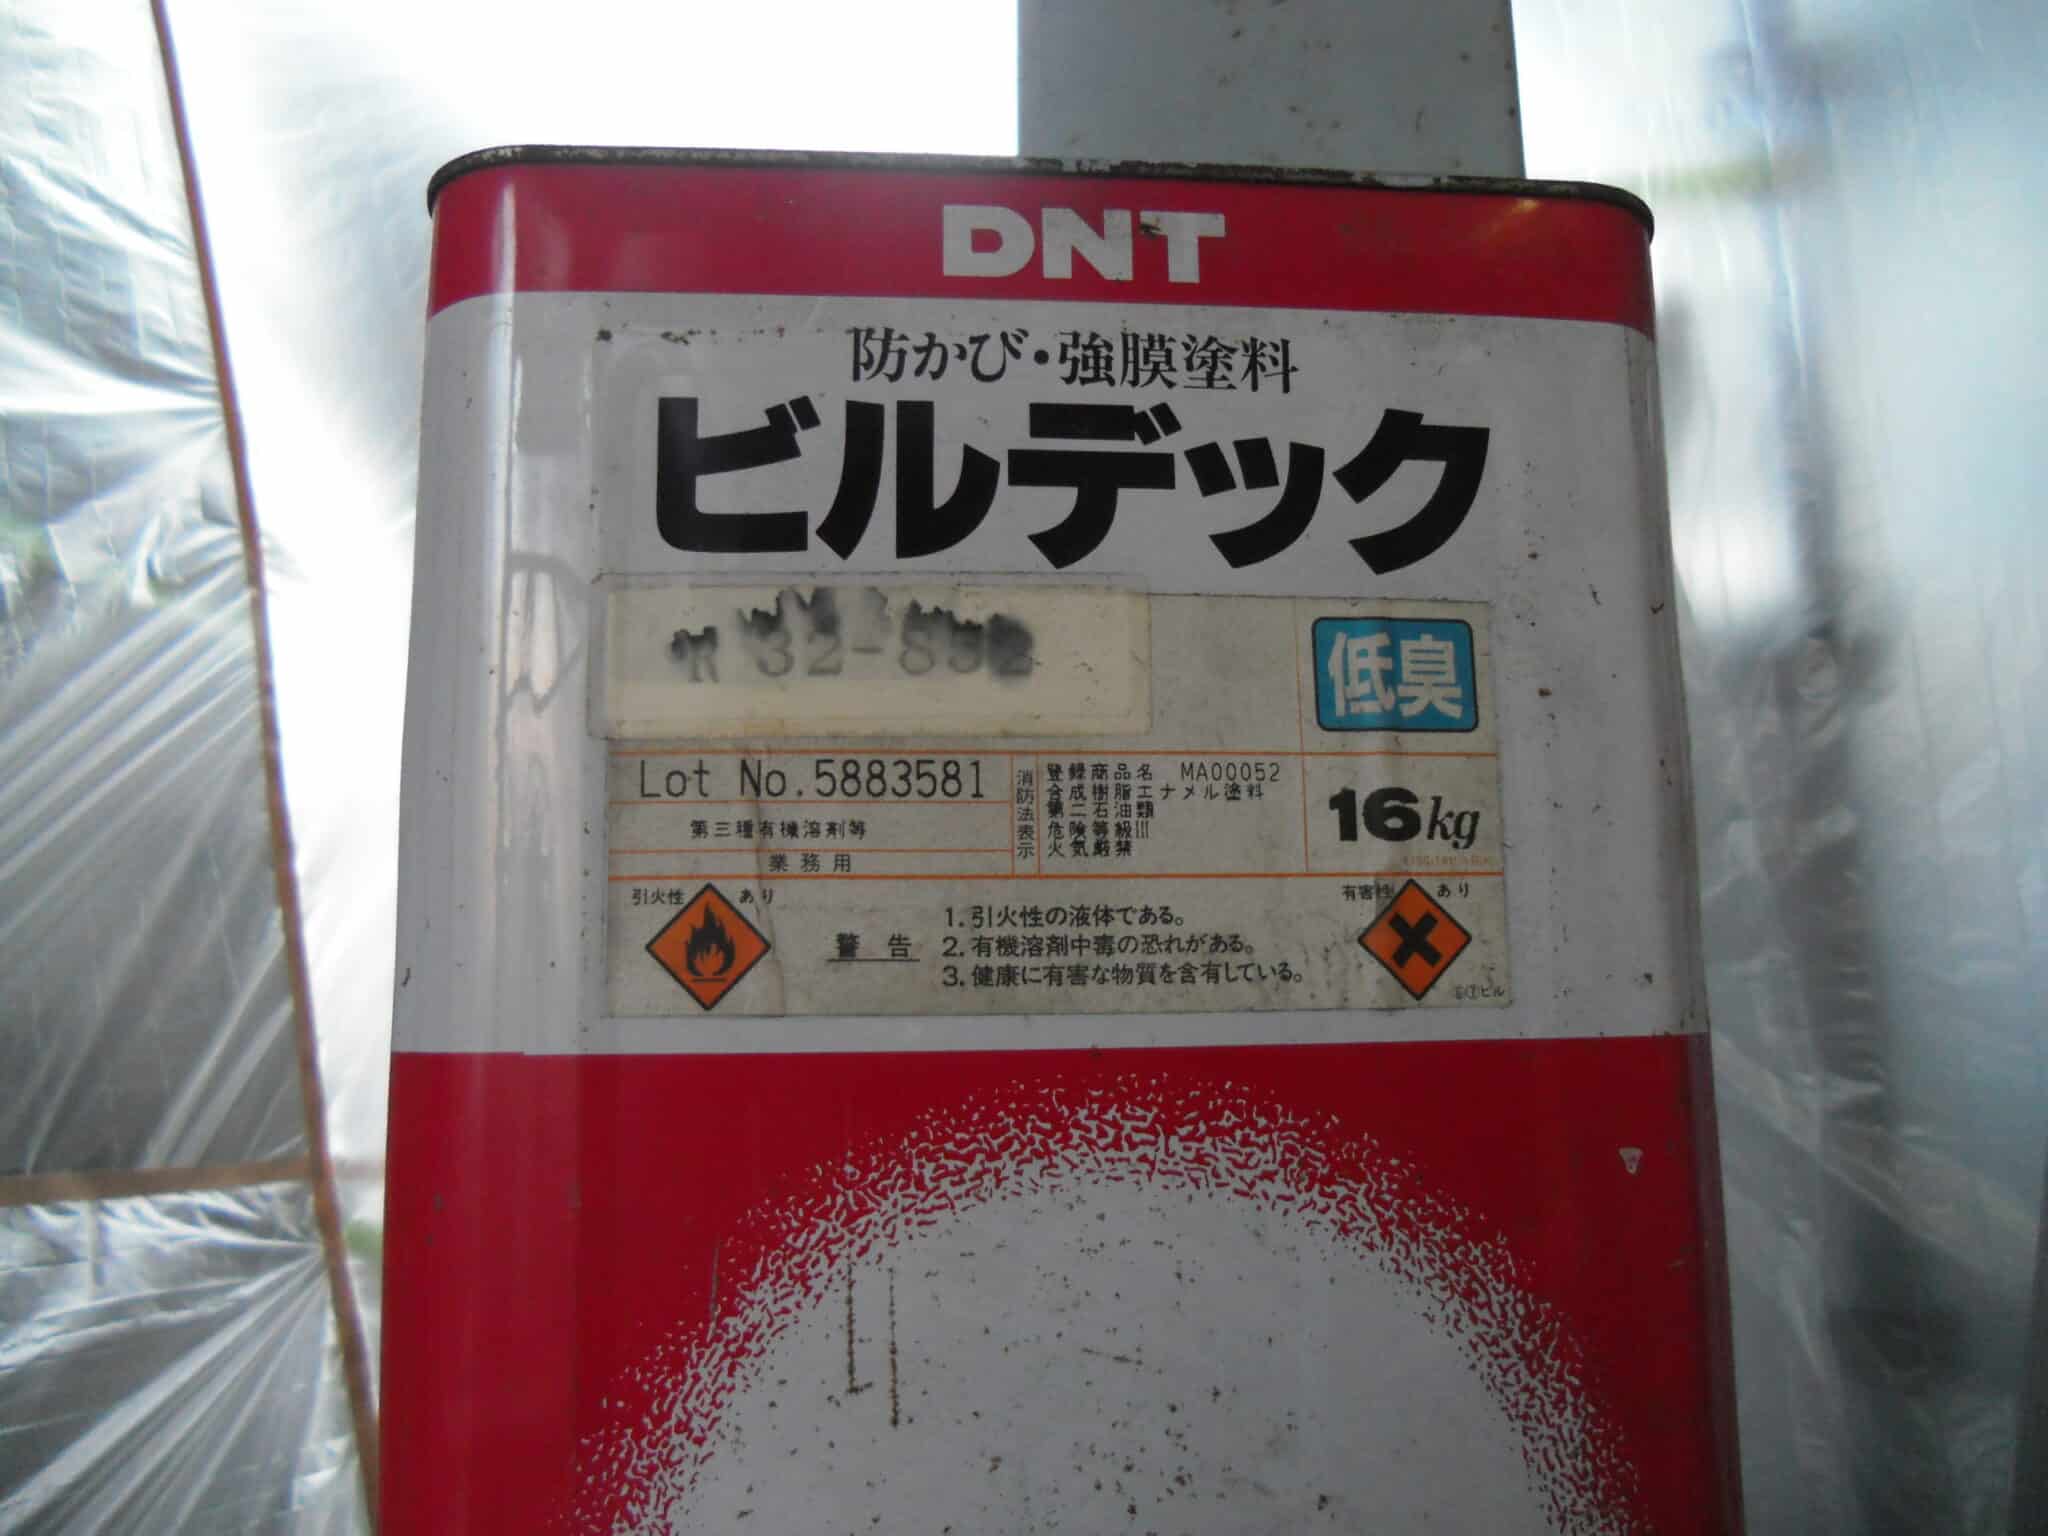 DNT
防かび・強膜塗料
ビルデック
32-8
低臭
Lot No.5883581
第三種有機溶剤等
業務用
消防法表示
登録商品名 MA00052
合成樹脂エナメル塗料
第二石油類
危険等級III
火気厳禁
16kg
引火性 あり
警告
1. 引火性の液体である。
2. 有機溶剤中毒の恐れがある。
3. 健康に有害な物質を含有している。
有害性 あり